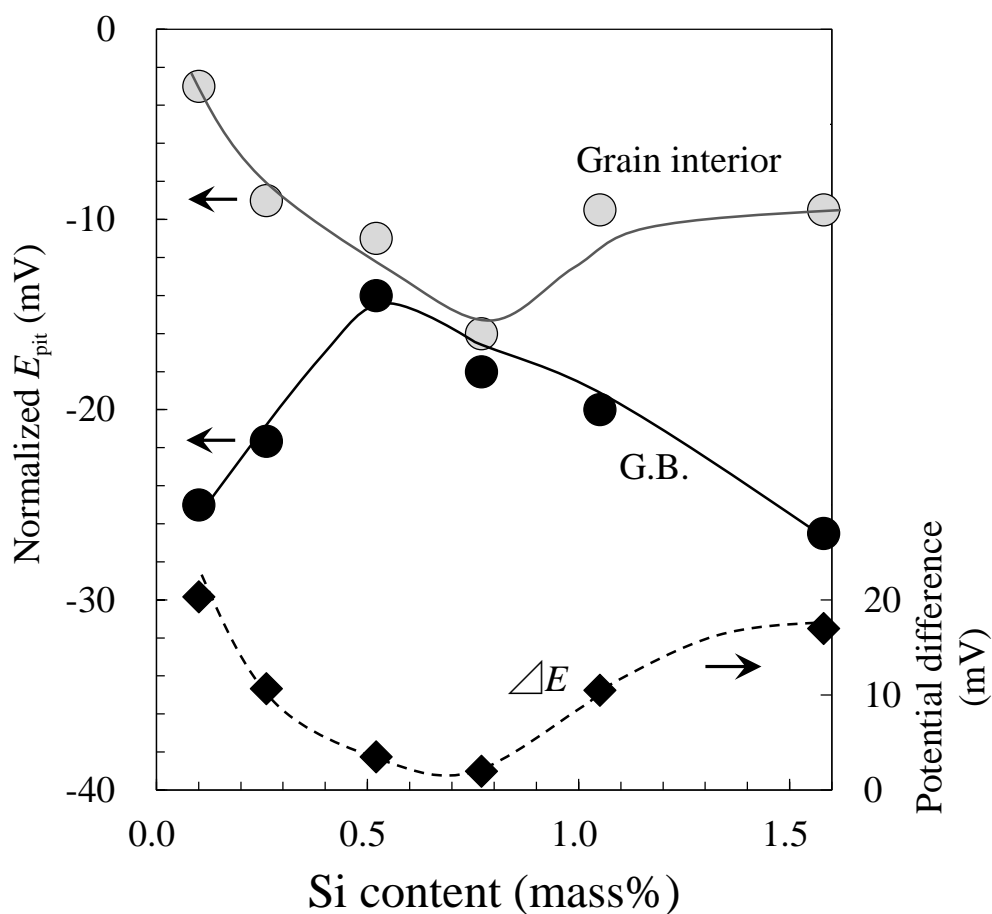 0
-10
-20
-30
-40
Normalized Epit (mV)
Grain interior
G.B.
⊿E
20
10
0
Potential difference
(mV)
0.0
0.5
1.0
1.5
Si content (mass%)